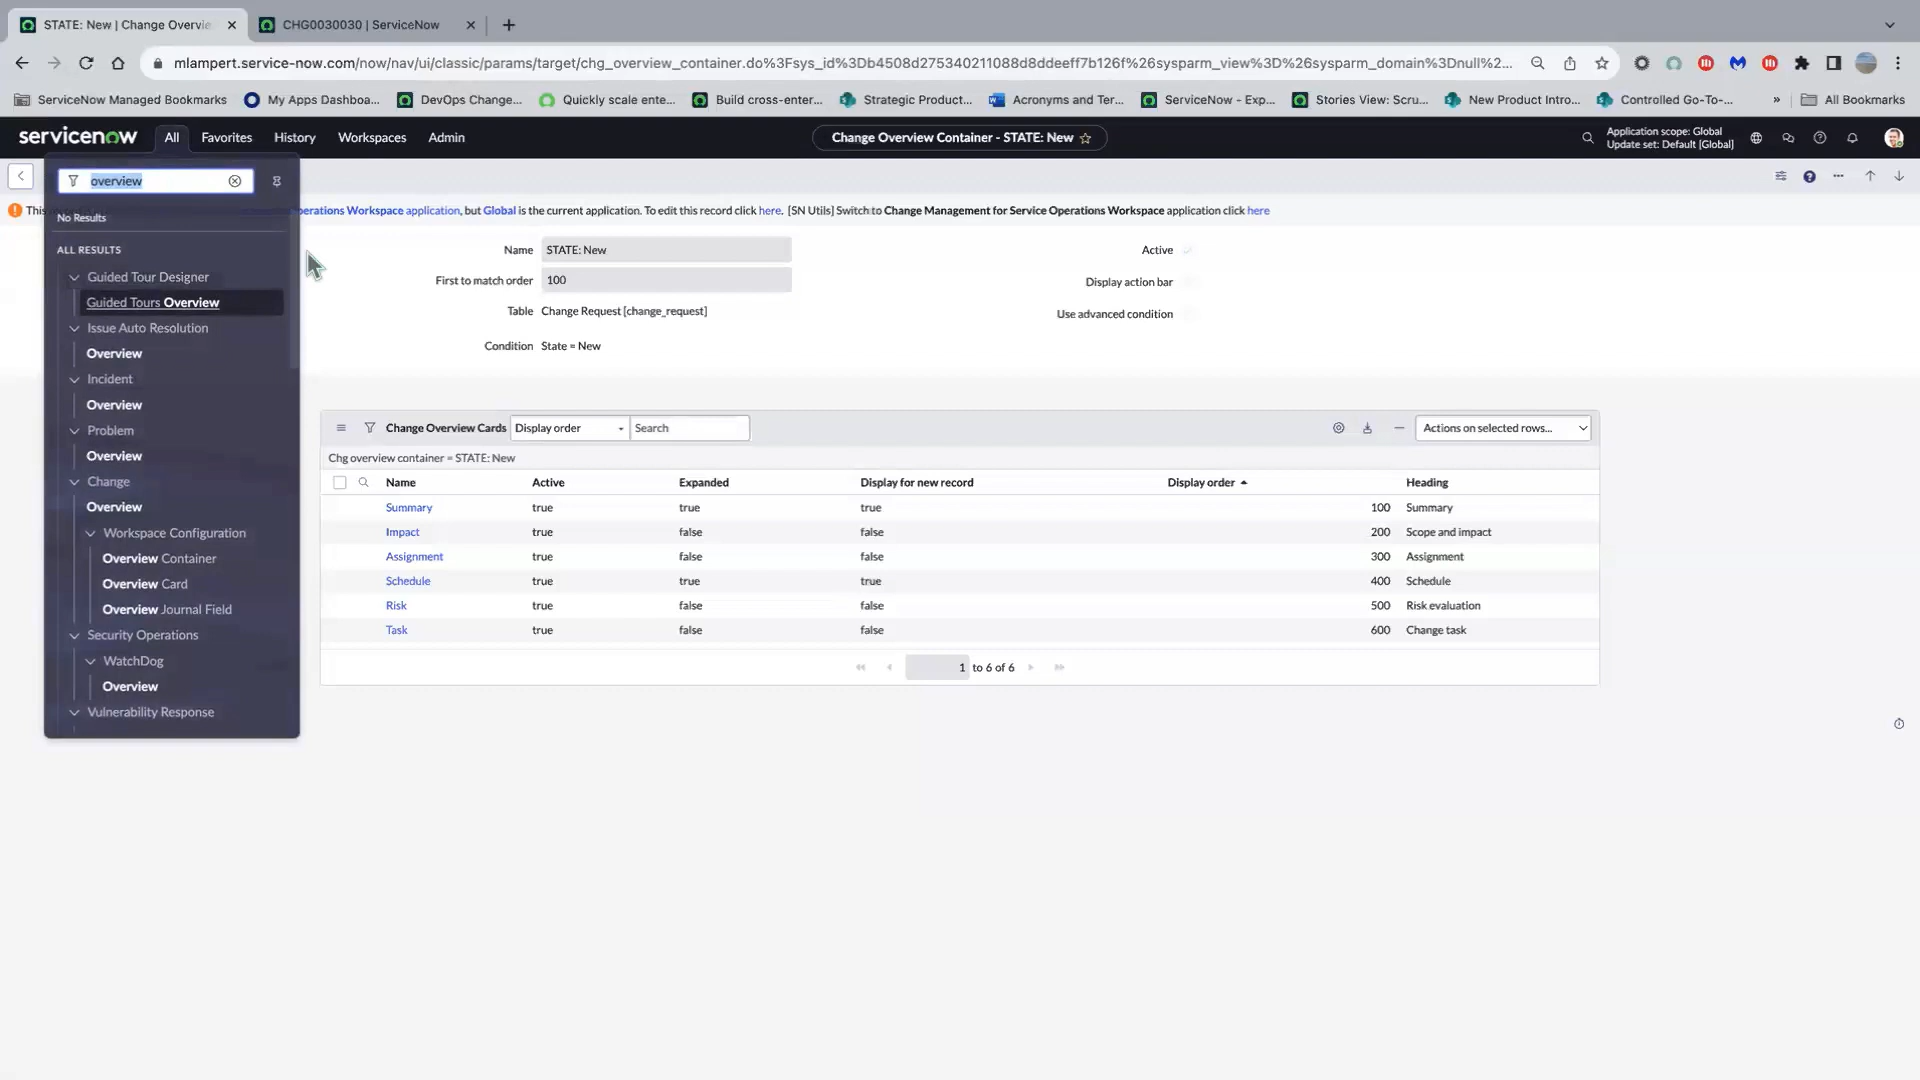 STATE: New | Change Overvie
CHG0030030 | ServiceNow
mlampert.service-now.com/now/nav/ui/classic/params/target/chg_overview_container.do%3Fsys_id%3Db4508d275340211088d8ddeeff7b126f%26sysparm_view%3D%26sysparm_domain%3Dnull%2...
ServiceNow Managed Bookmarks
My Apps Dashboa...
DevOps Change...
Quickly scale ente...
Build cross-enter...
Strategic Product...
Acronyms and Ter...
ServiceNow - Exp...
Stories View: Scru...
New Product Intro...
Controlled Go-To-...
»
All Bookmarks
servicenow
All
Favorites
History
Workspaces
Admin
Change Overview Container - STATE: New
Application scope: Global
Update set: Default [Global]
overview
This
erations Workspace application, but Global is the current application. To edit this record click here. [SN Utils] Switch to Change Management for Service Operations Workspace application click here
No Results
ALL RESULTS
Guided Tour Designer
Guided Tours Overview
Issue Auto Resolution
Overview
Incident
Overview
Problem
Overview
Change
Overview
Workspace Configuration
Overview Container
Overview Card
Overview Journal Field
Security Operations
WatchDog
Overview
Vulnerability Response
Name STATE: New
First to match order 100
Table Change Request [change_request]
Condition State = New
Active
Display action bar
Use advanced condition
Change Overview Cards Display order Search Actions on selected rows...
Chg overview container = STATE: New
Name Active Expanded Display for new record Display order Heading
Summary true true true 100 Summary
Impact true false false 200 Scope and impact
Assignment true false false 300 Assignment
Schedule true true true 400 Schedule
Risk true false false 500 Risk evaluation
Task true false false 600 Change task
1 to 6 of 6